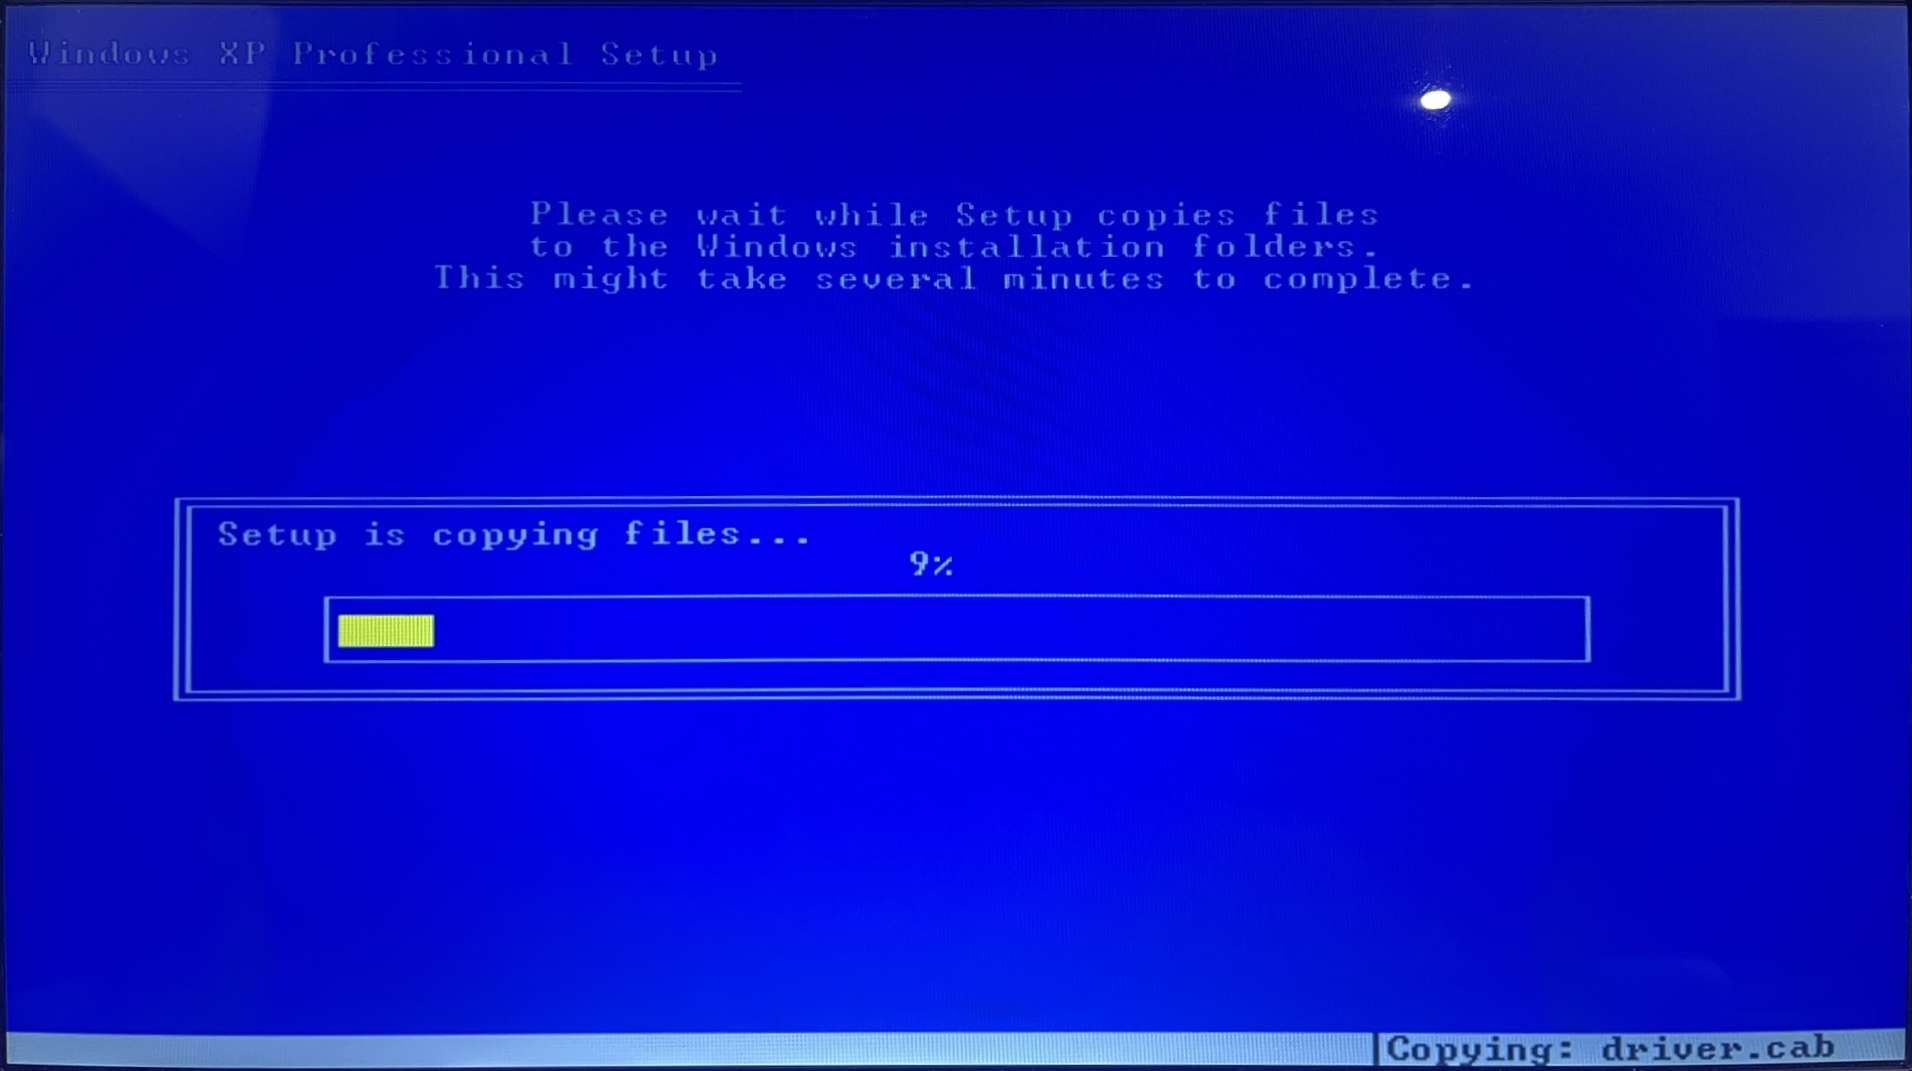 Windows XP Professional Setup
Please wait while Setup copies files
to the Windows installation folders.
This might take several minutes to complete.
Setup is copying files...
9%
Copying: driver.cab